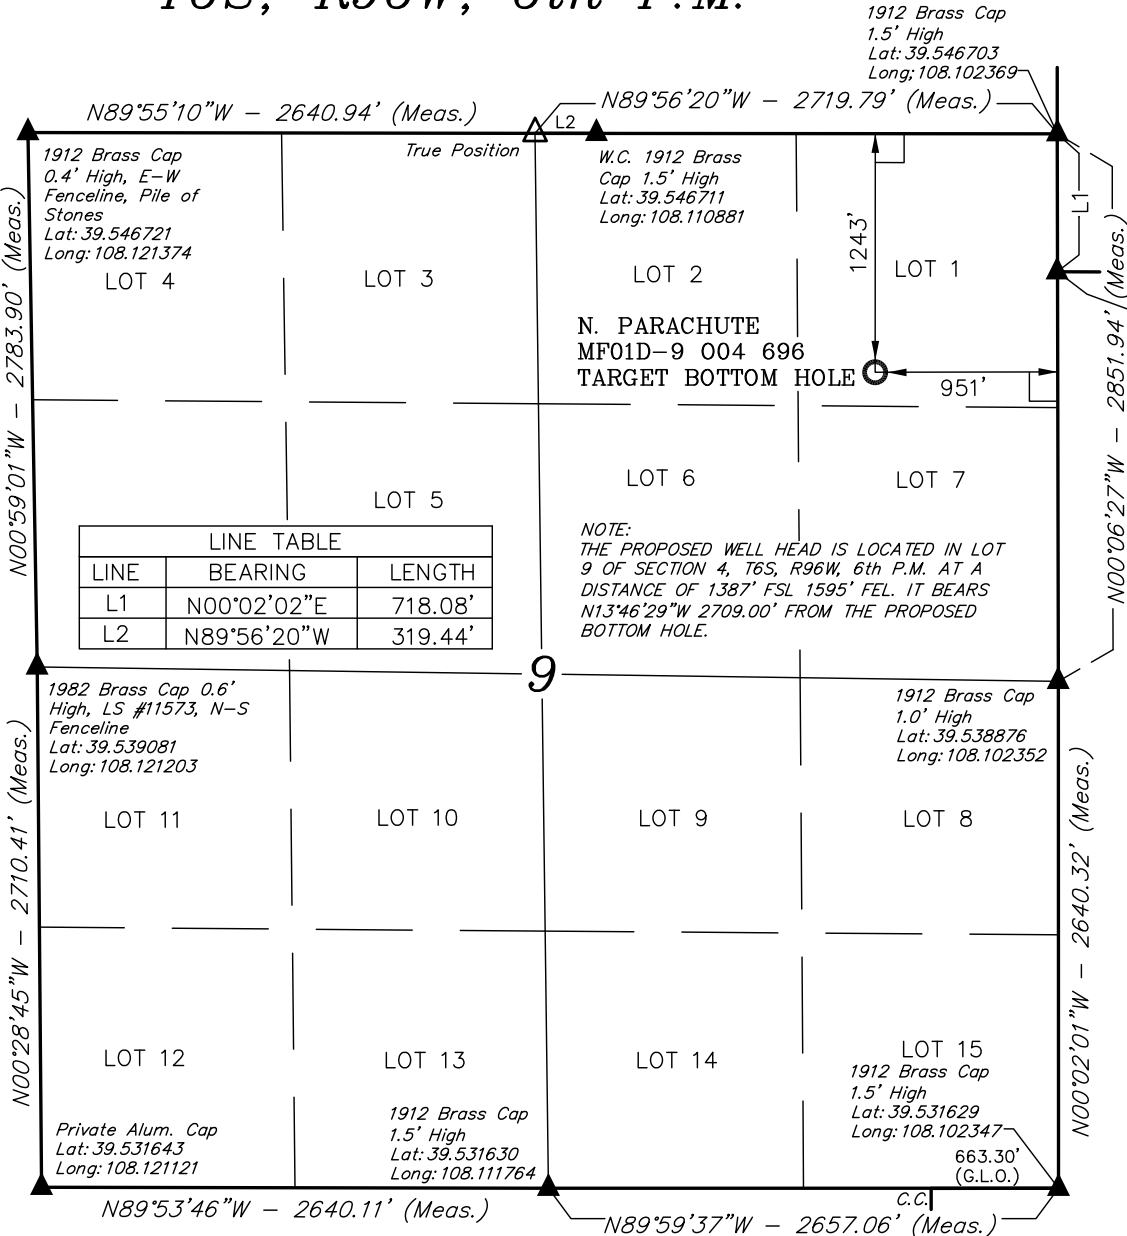 T6S, R96W, 6th P.M.
1912 Brass Cap
1.5' High
Lat: 39.546703
Long; 108.102369
N89°55'10"W - 2640.94' (Meas.)
N89°56'20"W - 2719.79' (Meas.)
L2
True Position
1912 Brass Cap
0.4' High, E-W
Fenceline, Pile of
Stones
Lat: 39.546721
Long: 108.121374
W.C. 1912 Brass
Cap 1.5' High
Lat: 39.546711
Long: 108.110881
L1
1243'
LOT 4
LOT 3
LOT 2
LOT 1
N00°59'01"W - 2783.90' (Meas.)
N00°06'27"W - 2851.94' (Meas.)
N. PARACHUTE
MF01D-9 O04 696
TARGET BOTTOM HOLE
951'
LOT 5
LOT 6
LOT 7
LINE TABLE
LINE BEARING LENGTH
L1 N00°02'02"E 718.08'
L2 N89°56'20"W 319.44'
NOTE:
THE PROPOSED WELL HEAD IS LOCATED IN LOT
9 OF SECTION 4, T6S, R96W, 6th P.M. AT A
DISTANCE OF 1387' FSL 1595' FEL. IT BEARS
N13°46'29"W 2709.00' FROM THE PROPOSED
BOTTOM HOLE.
9
1982 Brass Cap 0.6'
High, LS #11573, N-S
Fenceline
Lat: 39.539081
Long: 108.121203
1912 Brass Cap
1.0' High
Lat: 39.538876
Long: 108.102352
LOT 11
LOT 10
LOT 9
LOT 8
N00°28'45"W - 2710.41' (Meas.)
N00°02'01"W - 2640.32' (Meas.)
LOT 12
LOT 13
LOT 14
LOT 15
1912 Brass Cap
1.5' High
Lat: 39.531629
Long: 108.102347
Private Alum. Cap
Lat: 39.531643
Long: 108.121121
1912 Brass Cap
1.5' High
Lat: 39.531630
Long: 108.111764
663.30'
(G.L.O.)
C.C.
N89°53'46"W - 2640.11' (Meas.)
N89°59'37"W - 2657.06' (Meas.)